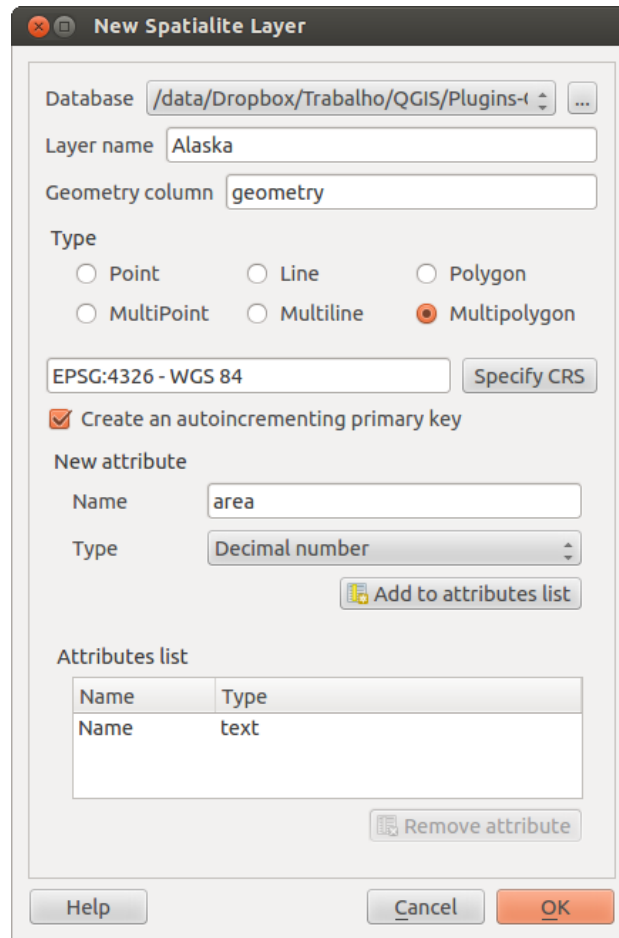 New Spatialite Layer
Database /data/Dropbox/Trabalho/QGIS/Plugins-( ...
Layer name Alaska
Geometry column geometry
Type
Point Line Polygon
MultiPoint Multiline Multipolygon
EPSG:4326 - WGS 84 Specify CRS
Create an autoincrementing primary key
New attribute
Name area
Type Decimal number
Add to attributes list
Attributes list
Name Type
Name text
Remove attribute
Help Cancel OK